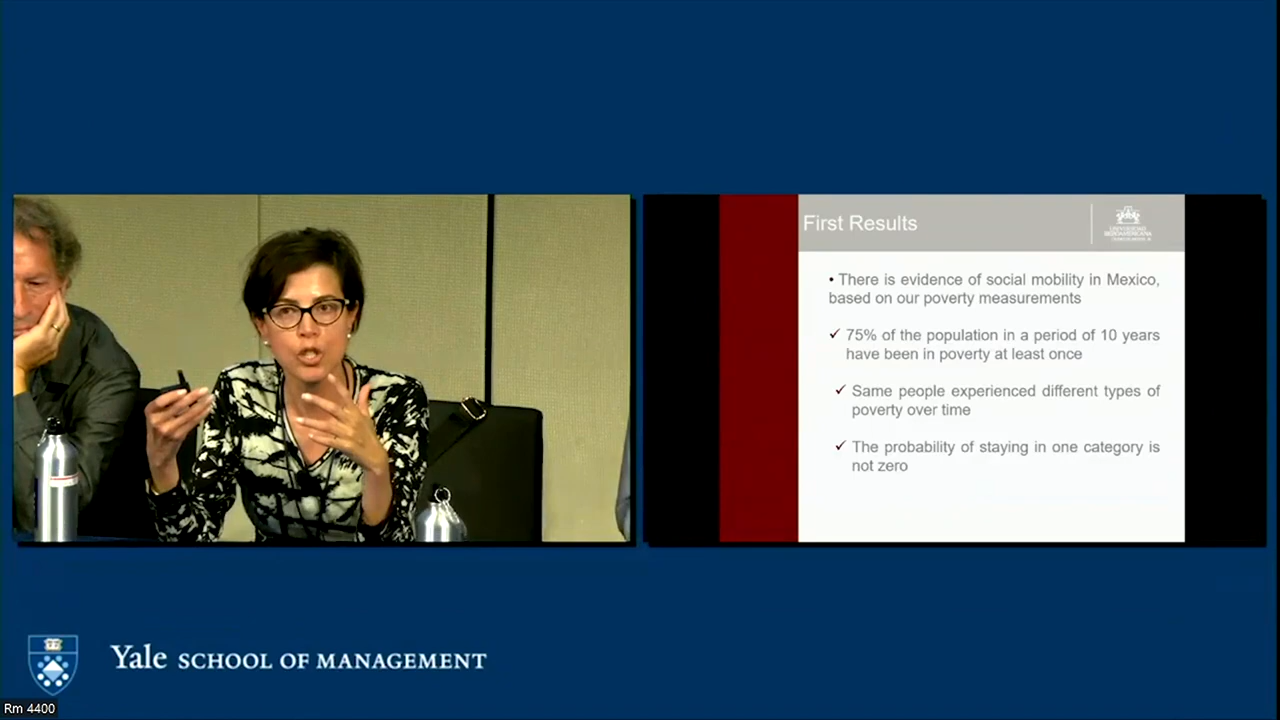 First Results
UNIVERSIDAD
IBEROAMERICANA
• There is evidence of social mobility in Mexico,
based on our poverty measurements
✓ 75% of the population in a period of 10 years
have been in poverty at least once
✓ Same people experienced different types of
poverty over time
✓ The probability of staying in one category is
not zero
Yale SCHOOL OF MANAGEMENT
Rm 4400